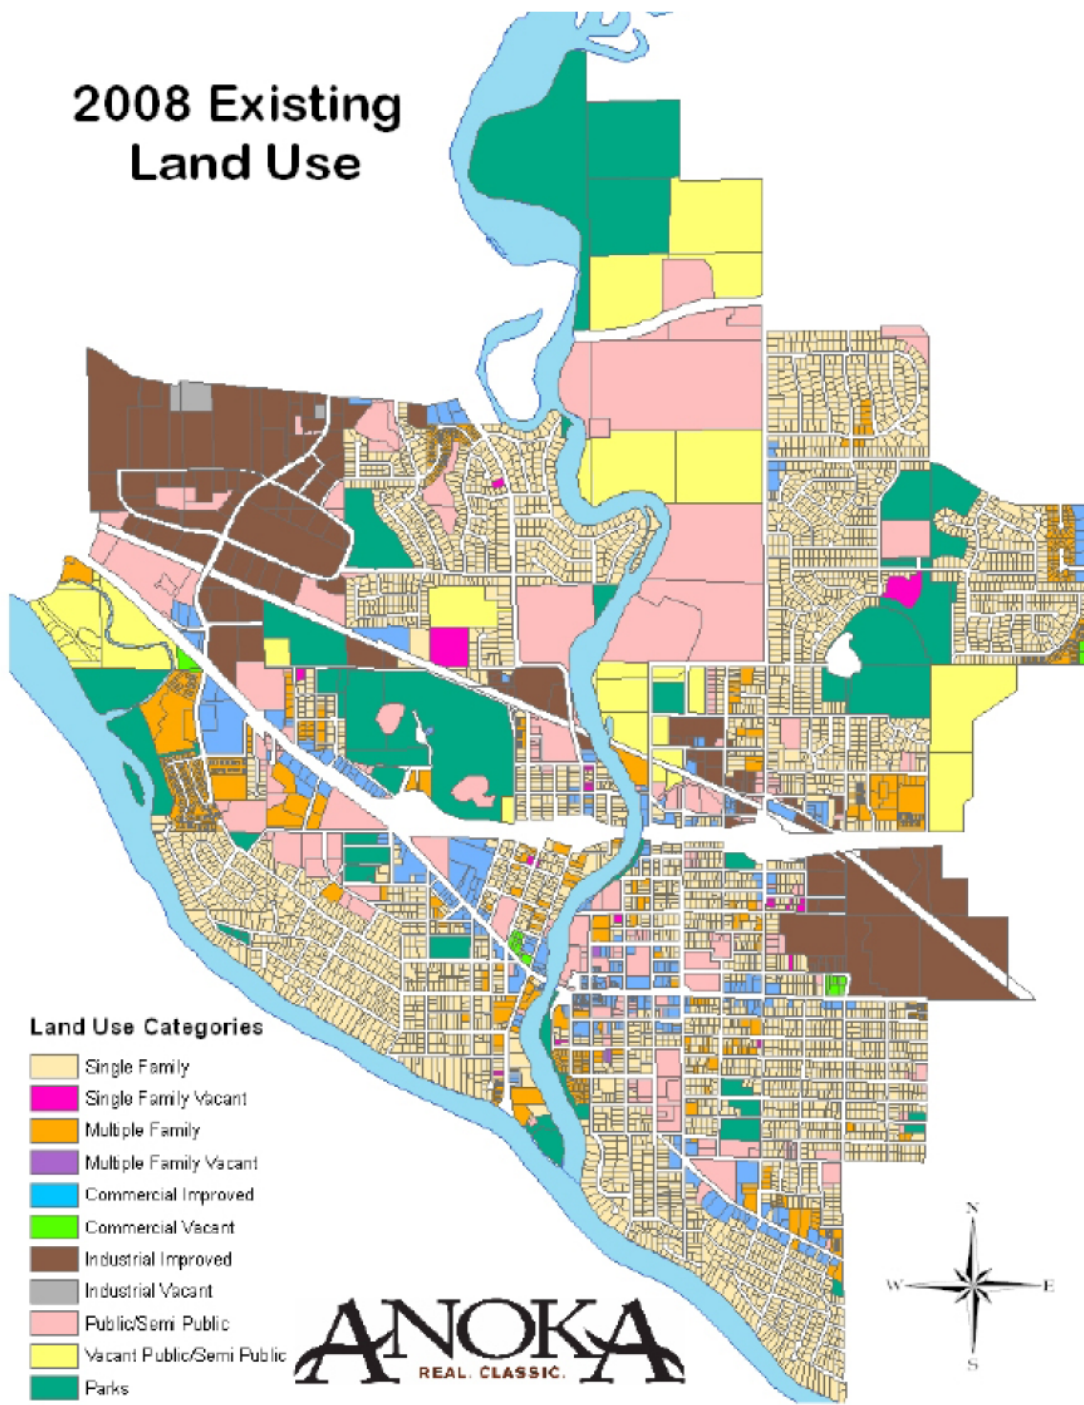 2008 Existing
Land Use
Land Use Categories
Single Family
Single Family Vacant
Multiple Family
Multiple Family Vacant
Commercial Improved
Commercial Vacant
Industrial Improved
Industrial Vacant
Public/Semi Public
Vacant Public/Semi Public
Parks
ANOKA
REAL. CLASSIC.
N
W E
S